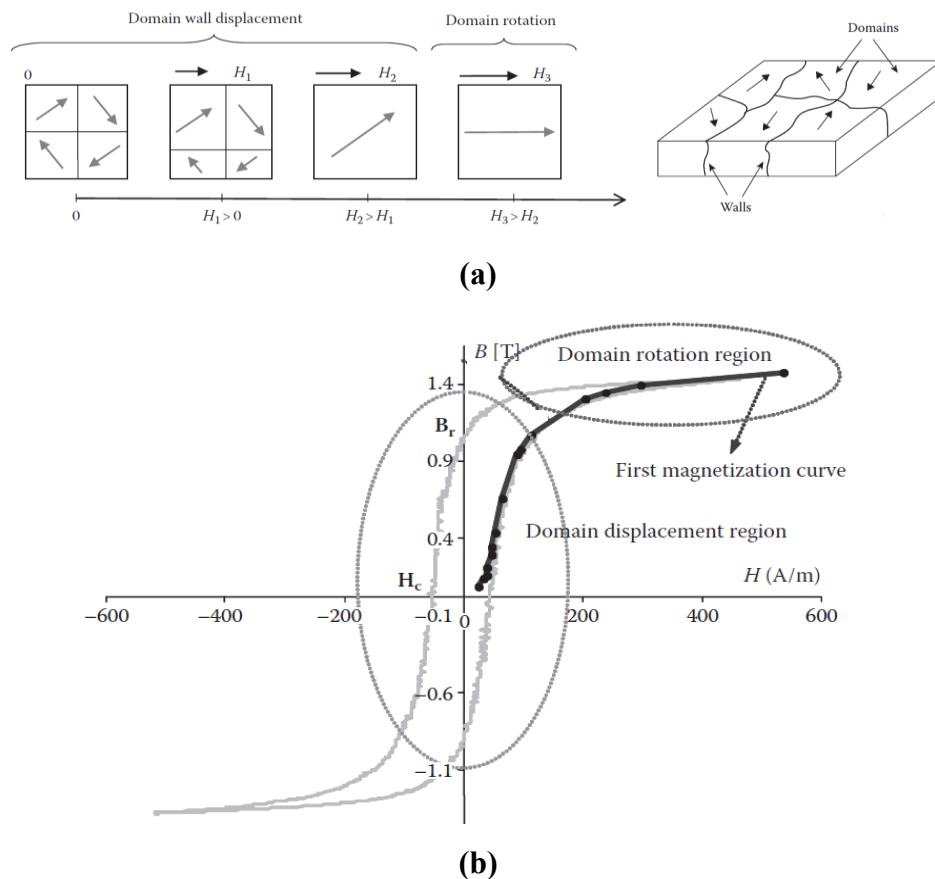 Domain wall displacement
Domain rotation
0
H₁
H₂
H₃
Domains
Walls
0
H₁ > 0
H₂ > H₁
H₃ > H₂
(a)
B [T]
Domain rotation region
1.4
Bᵣ
0.9
First magnetization curve
Domain displacement region
0.4
H_c
H (A/m)
−600
−400
−200
−0.1
0
200
400
600
−0.6
−1.1
(b)